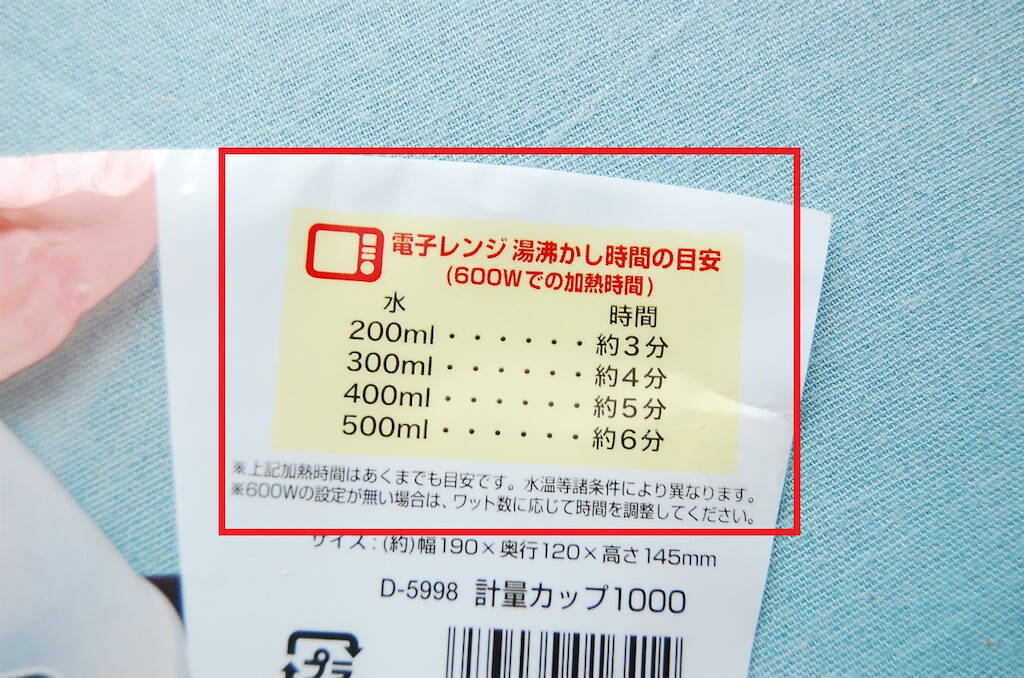 電子レンジ 湯沸かし時間の目安
(600Wでの加熱時間)
水 時間
200ml・・・・・・約3分
300ml・・・・・・約4分
400ml・・・・・・約5分
500ml・・・・・・約6分
※上記加熱時間はあくまでも目安です。水温等諸条件により異なります。
※600Wの設定が無い場合は、ワット数に応じて時間を調整してください。
サイズ:(約)幅190×奥行120×高さ145mm
D-5998 計量カップ1000
プラ